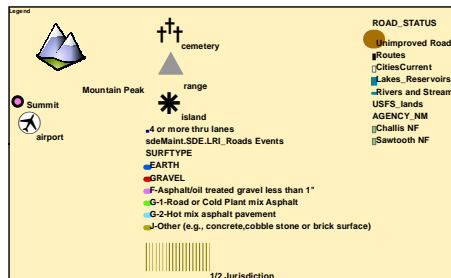 Legend
cemetery
Mountain Peak
range
Summit
island
airport
4 or more thru lanes
sdeMaint.SDE.LRI_Roads Events
SURFTYPE
EARTH
GRAVEL
F-Asphalt/oil treated gravel less than 1"
G-1-Road or Cold Plant mix Asphalt
G-2-Hot mix asphalt pavement
J-Other (e.g., concrete,cobble stone or brick surface)
1/2 Jurisdiction
ROAD_STATUS
Unimproved Road
Routes
CitiesCurrent
Lakes_Reservoirs
Rivers and Stream
USFS_lands
AGENCY_NM
Challis NF
Sawtooth NF